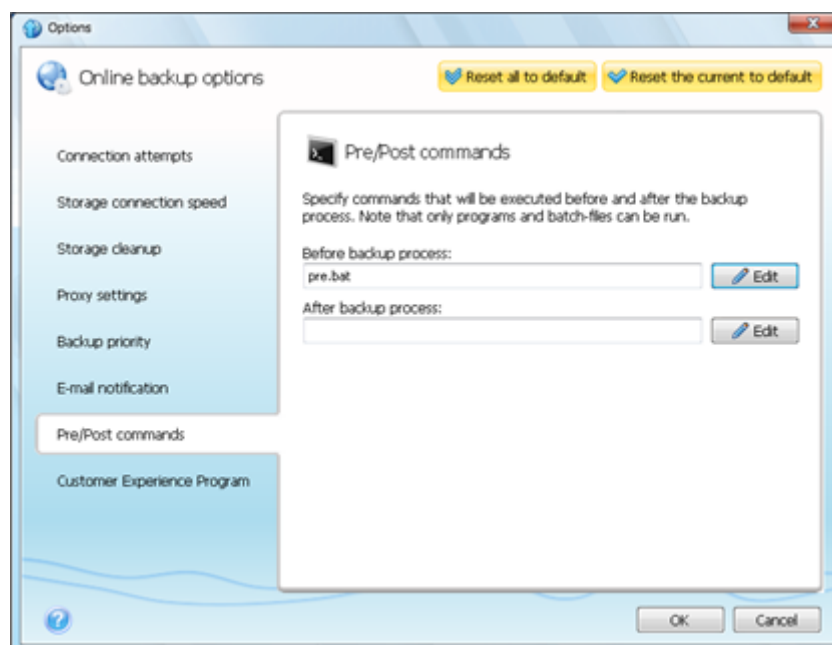 Options
Online backup options
Reset all to default
Reset the current to default
Connection attempts
Storage connection speed
Storage cleanup
Proxy settings
Backup priority
E-mail notification
Pre/Post commands
Customer Experience Program
Pre/Post commands
Specify commands that will be executed before and after the backup
process. Note that only programs and batch-files can be run.
Before backup process:
pre.bat
Edit
After backup process:
Edit
OK
Cancel